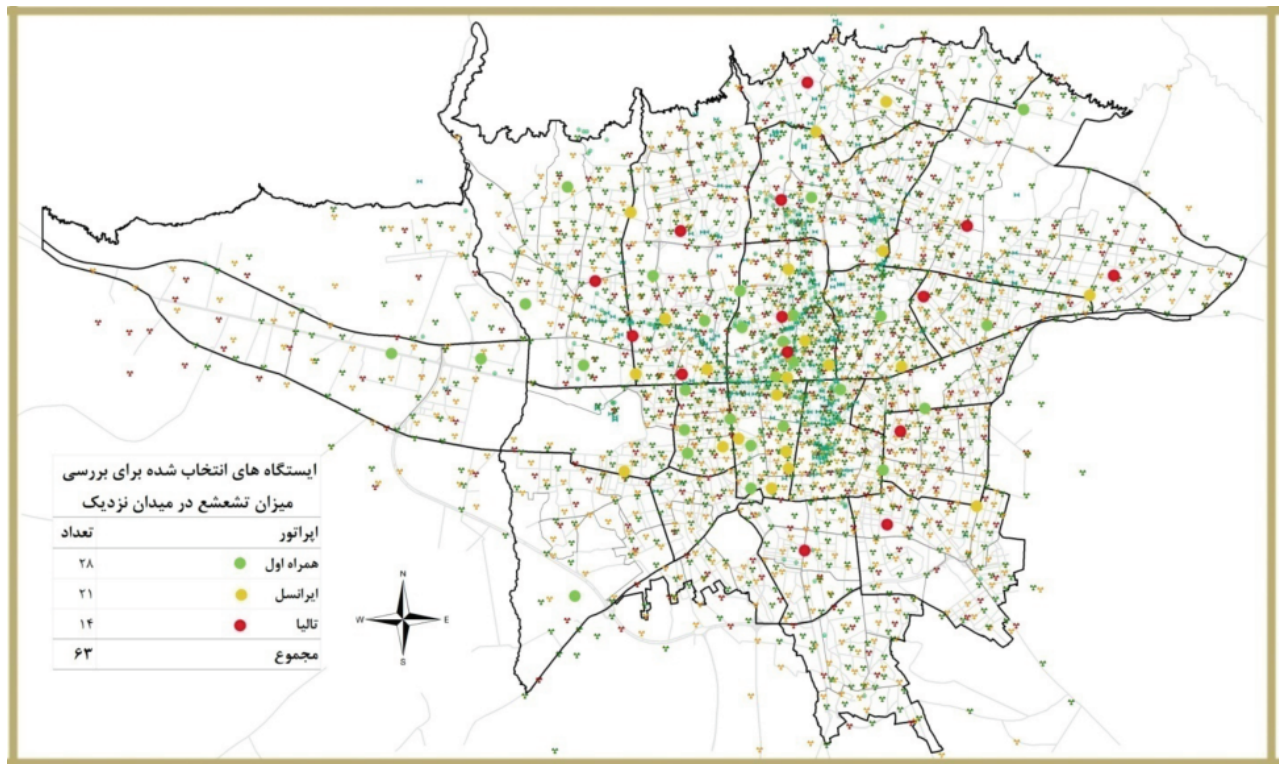 ایستگاه های انتخاب شده برای بررسی
میزان تشعشع در میدان نزدیک
اپراتور تعداد
همراه اول ۲۸
ایرانسل ۲۱
تالیا ۱۴
مجموع ۶۳
N
W E
S